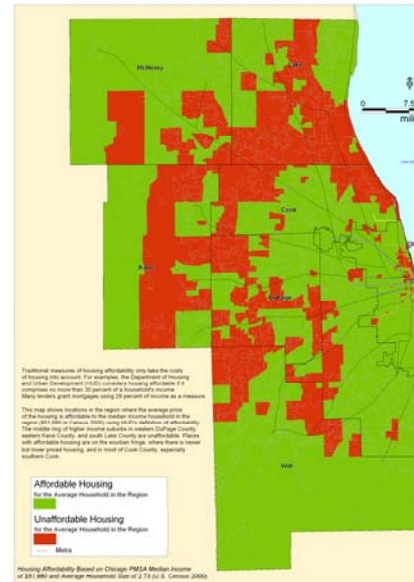 McHenry
Lake
0 7,5
mile
Cook
Kane
DuPage
Will
Traditional measures of housing affordability only take the costs
of housing into account. For examples, the Department of Housing
and Urban Development (HUD) considers housing affordable if it
comprises no more than 30 percent of a household's income.
Many lenders grant mortgages using 28 percent of income as a measure.
This map shows locations in the region where the average price
of the housing is affordable to the median income household in the
region ($51,680 in Census 2000) using HUD's definition of affordability.
The middle ring of higher income suburbs in western DuPage County,
eastern Kane County, and south Lake County are unaffordable. Places
with affordable housing are on the exurban fringe, where there is newer
but lower priced housing, and in most of Cook County, especially
southern Cook.
Affordable Housing
for the Average Household in the Region
Unaffordable Housing
for the Average Household in the Region
Metra
Housing Affordability Based on Chicago PMSA Median Income
of $51,680 and Average Household Size of 2.73 (U.S. Census 2000)